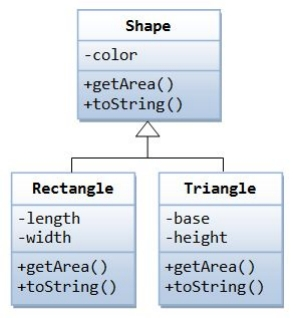 Shape
-color
+getArea()
+toString()
Rectangle
-length
-width
+getArea()
+toString()
Triangle
-base
-height
+getArea()
+toString()